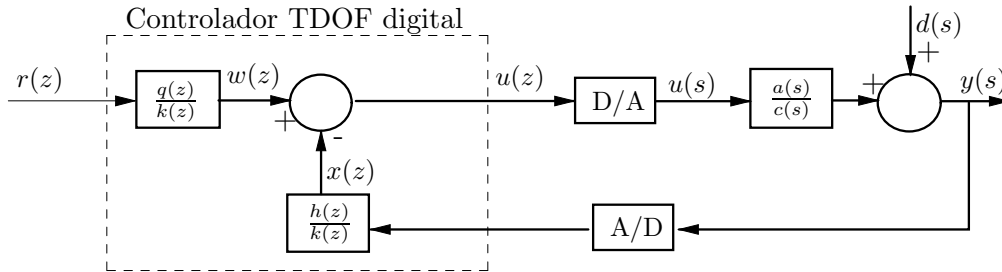 Controlador TDOF digital
d(s)
+
r(z)
q(z)
k(z)
w(z)
+
-
u(z)
D/A
u(s)
a(s)
c(s)
+
y(s)
x(z)
h(z)
k(z)
A/D